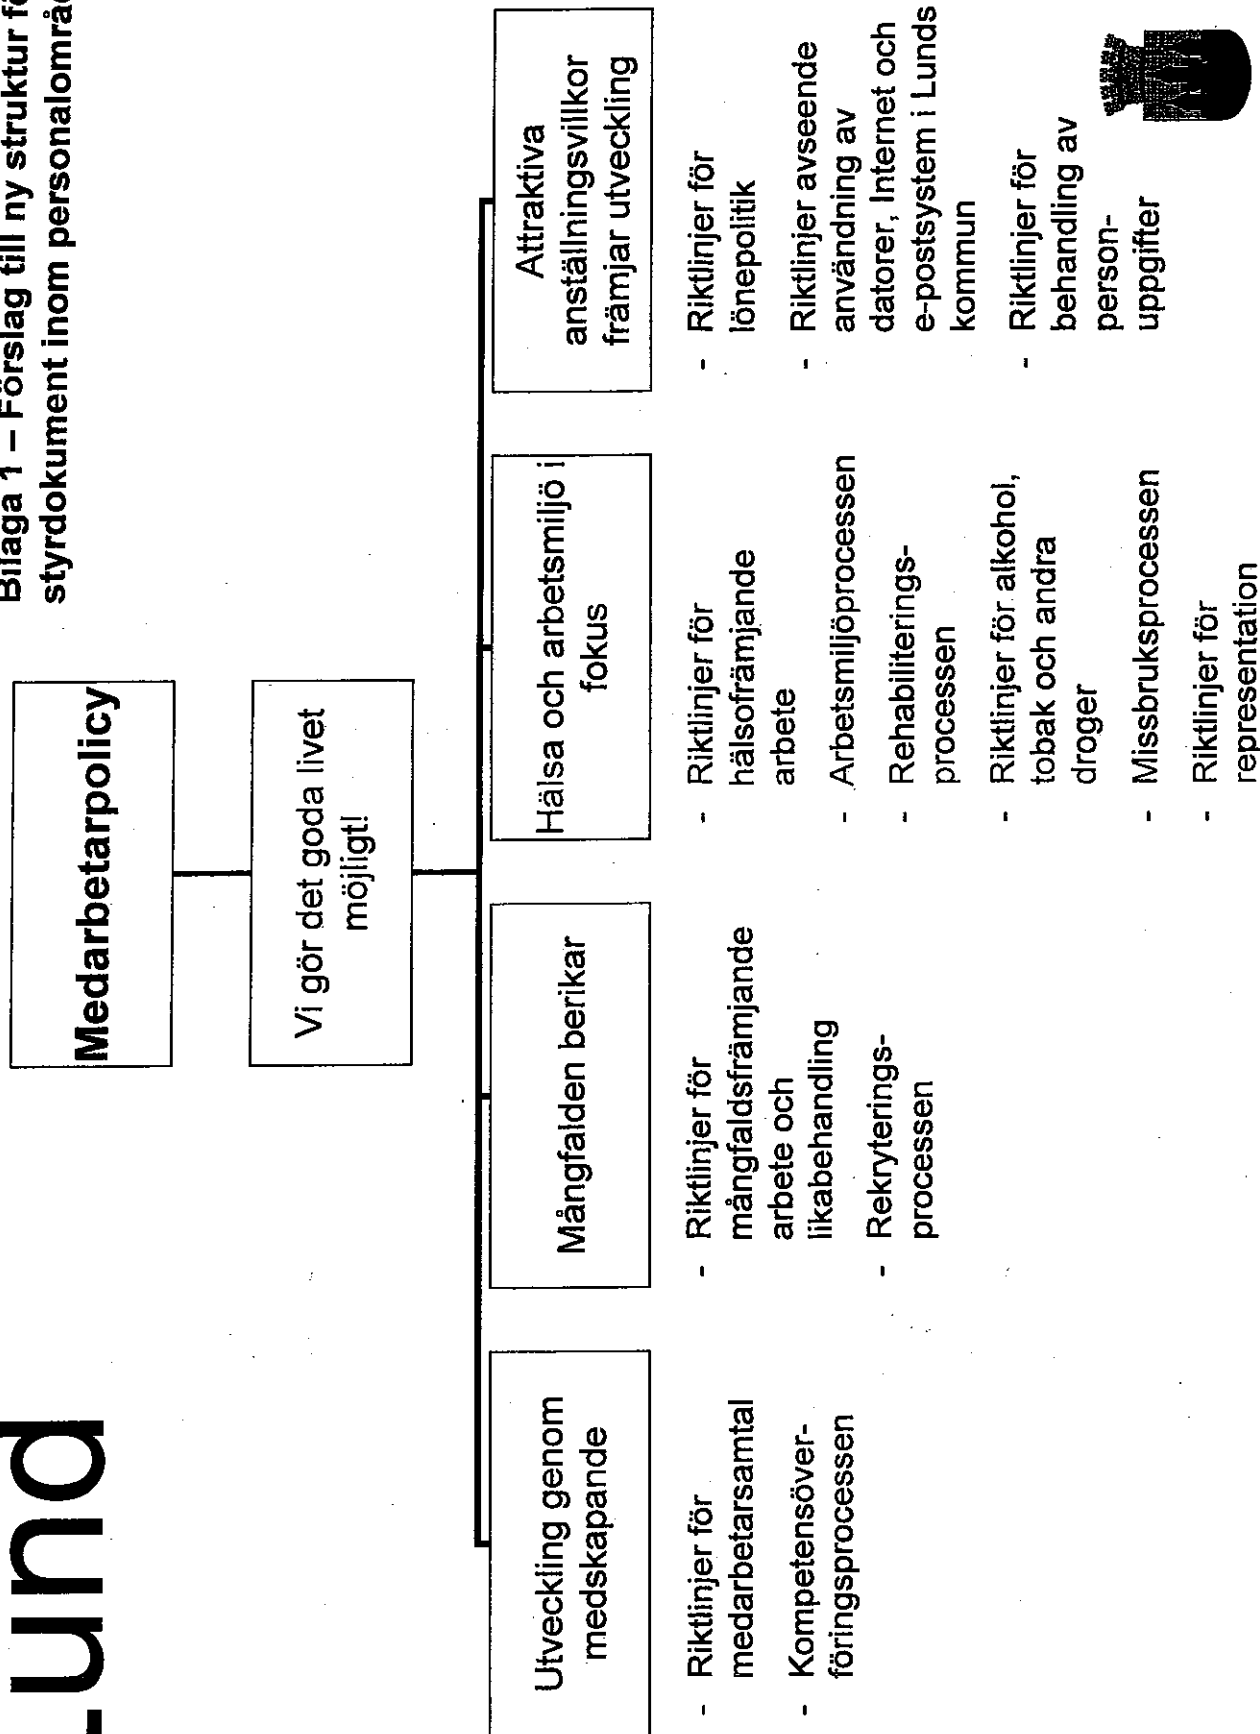 Lund
Bilaga 1 – Förslag till ny struktur fö
styrdokument inom personalområ
Medarbetarpolicy
Vi gör det goda livet
möjligt!
Utveckling genom
medskapande
- Riktlinjer för
medarbetarsamtal
- Kompetensöver-
föringsprocessen
Mångfalden berikar
- Riktlinjer för
mångfaldsfrämjande
arbete och
likabehandling
- Rekryterings-
processen
Hälsa och arbetsmiljö i
fokus
- Riktlinjer för
hälsofrämjande
arbete
- Arbetsmiljöprocessen
- Rehabiliterings-
processen
- Riktlinjer för alkohol,
tobak och andra
droger
- Missbruksprocessen
- Riktlinjer för
representation
Attraktiva
anställningsvillkor
främjar utveckling
- Riktlinjer för
lönepolitik
- Riktlinjer avseende
användning av
datorer, Internet och
e-postsystem i Lunds
kommun
- Riktlinjer för
behandling av
person-
uppgifter